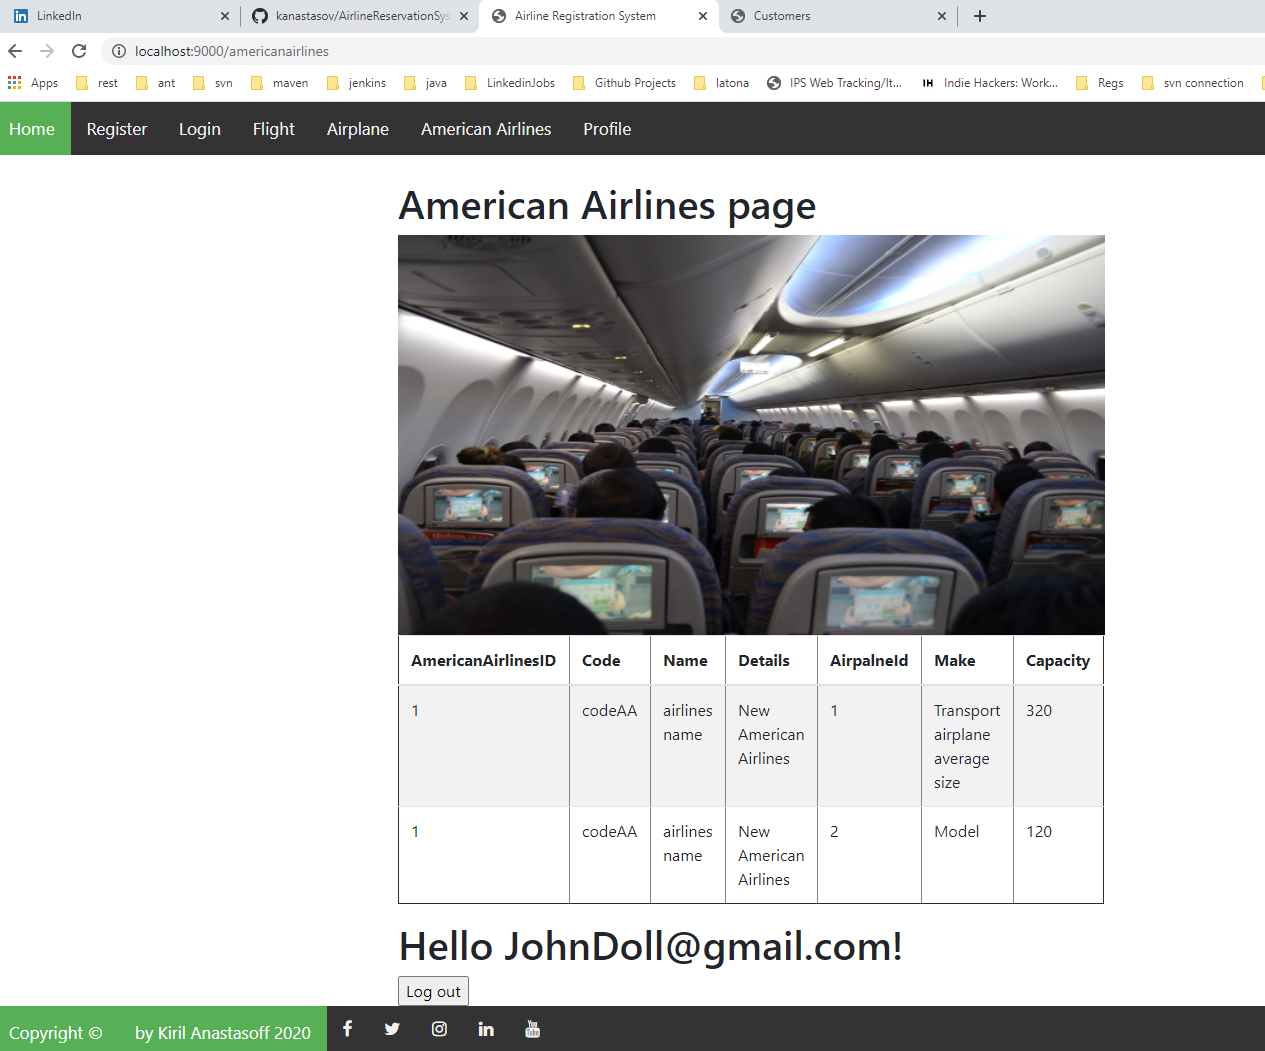 LinkedIn
kanastasov/AirlineReservationSys
Airline Registration System
Customers
localhost:9000/americanairlines
Apps rest ant svn maven jenkins java LinkedinJobs Github Projects latona IPS Web Tracking/It... IH Indie Hackers: Work... Regs svn connection
Home Register Login Flight Airplane American Airlines Profile
American Airlines page
AmericanAirlinesID Code Name Details AirpalneId Make Capacity
1 codeAA airlines New 1 Transport 320
name American airplane
Airlines average
size
1 codeAA airlines New 2 Model 120
name American
Airlines
Hello JohnDoll@gmail.com!
Log out
Copyright © by Kiril Anastasoff 2020